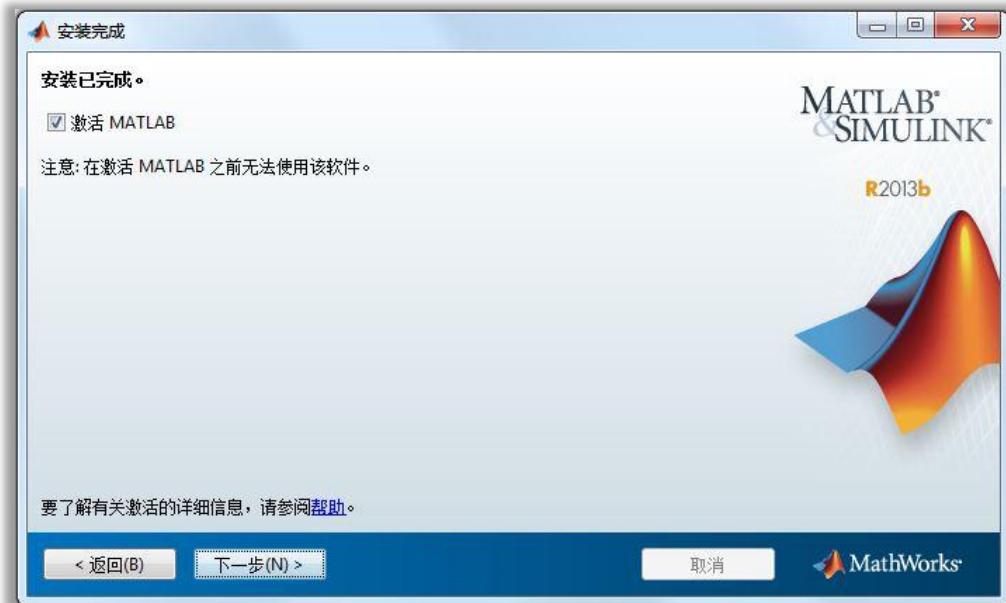 安装完成
安装已完成。
激活 MATLAB
注意: 在激活 MATLAB 之前无法使用该软件。
MATLAB®
&SIMULINK®
R2013b
要了解有关激活的详细信息，请参阅帮助。
< 返回(B)
下一步(N) >
取消
MathWorks®